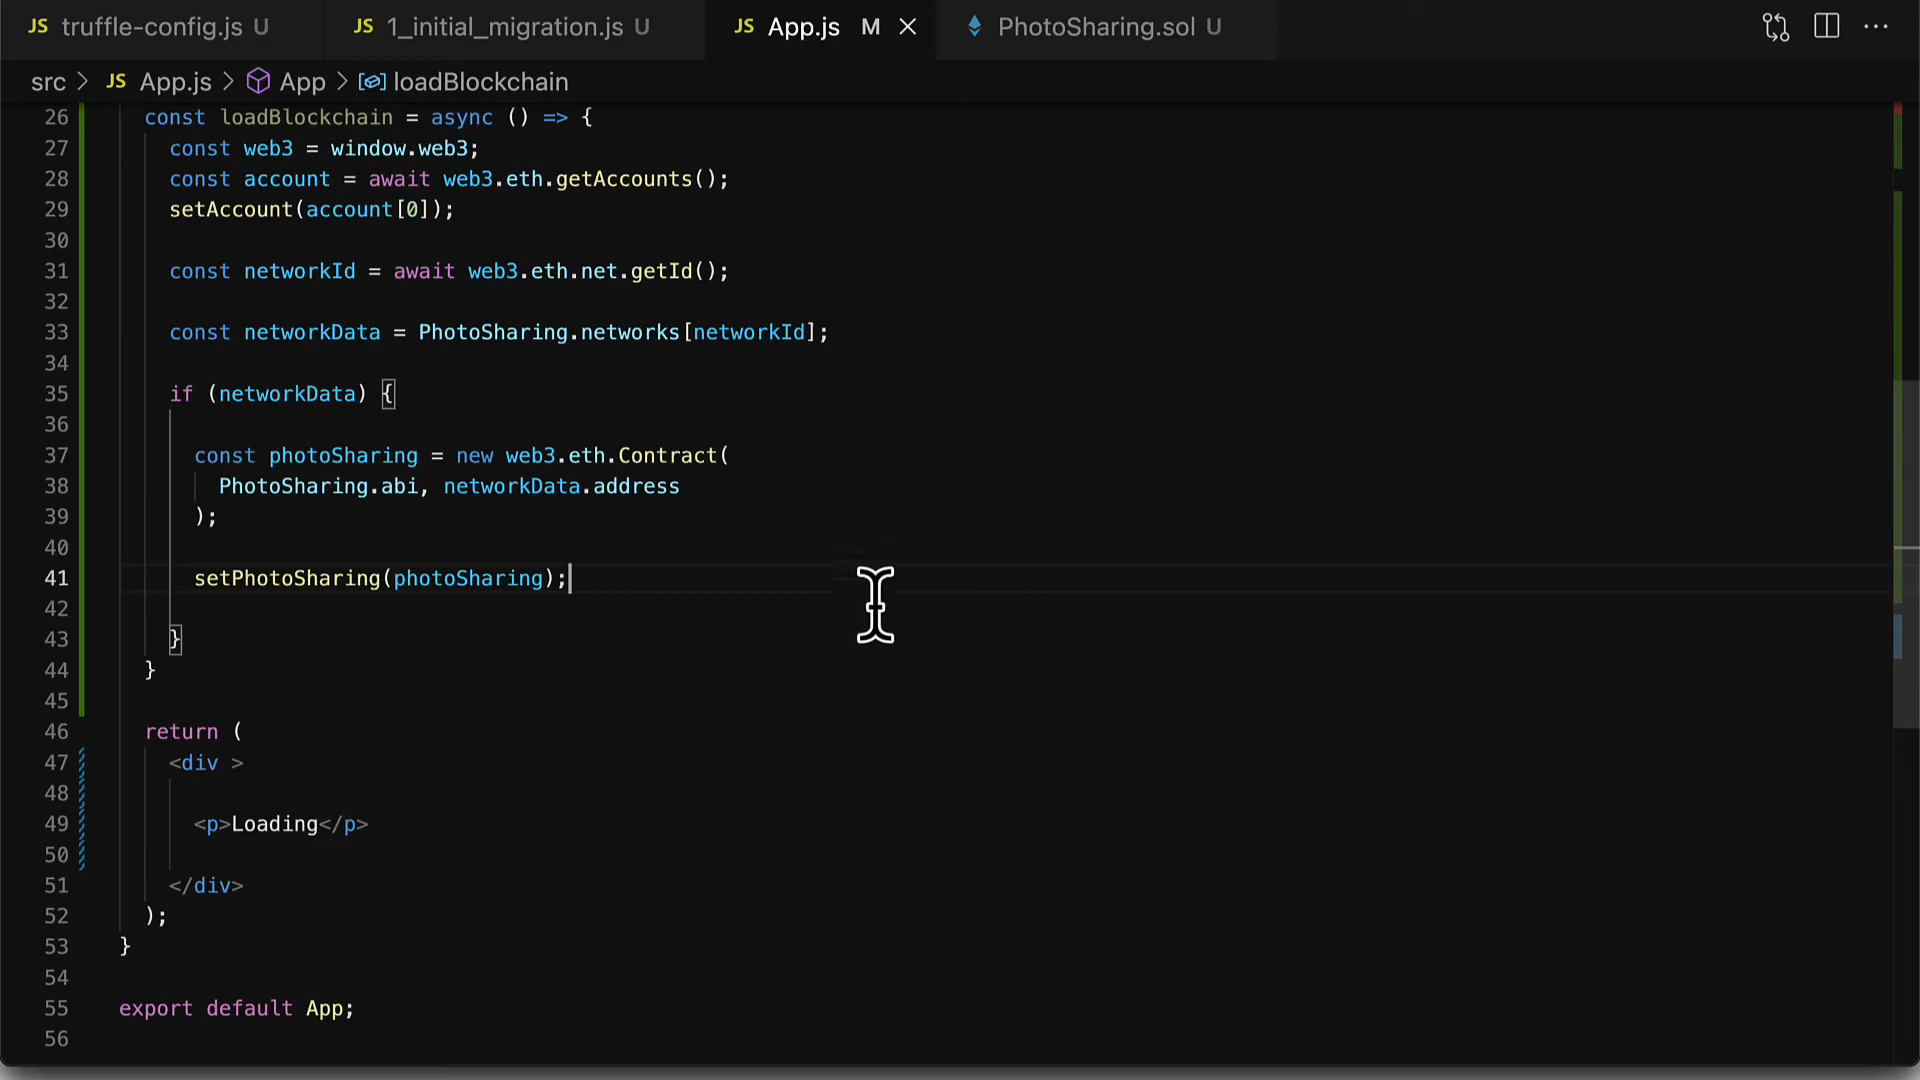 JS truffle-config.js U JS 1_initial_migration.js U JS App.js M PhotoSharing.sol U
src > JS App.js > App > loadBlockchain
26 const loadBlockchain = async () => {
27 const web3 = window.web3;
28 const account = await web3.eth.getAccounts();
29 setAccount(account[0]);
30
31 const networkId = await web3.eth.net.getId();
32
33 const networkData = PhotoSharing.networks[networkId];
34
35 if (networkData) {
36
37 const photoSharing = new web3.eth.Contract(
38 PhotoSharing.abi, networkData.address
39 );
40
41 setPhotoSharing(photoSharing);
42
43 }
44 }
45
46 return (
47 <div >
48
49 <p>Loading</p>
50
51 </div>
52 );
53 }
54
55 export default App;
56